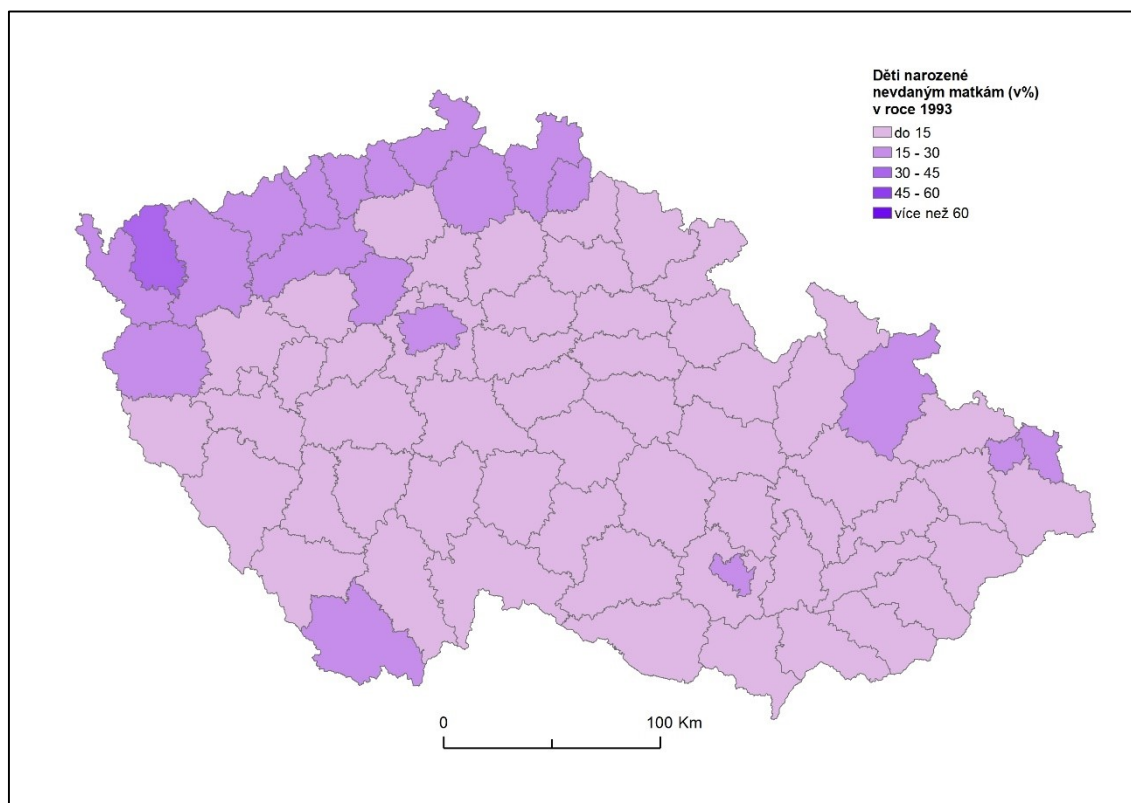 Děti narozené
nevdaným matkám (v%)
v roce 1993
do 15
15 - 30
30 - 45
45 - 60
více než 60
0 100 Km